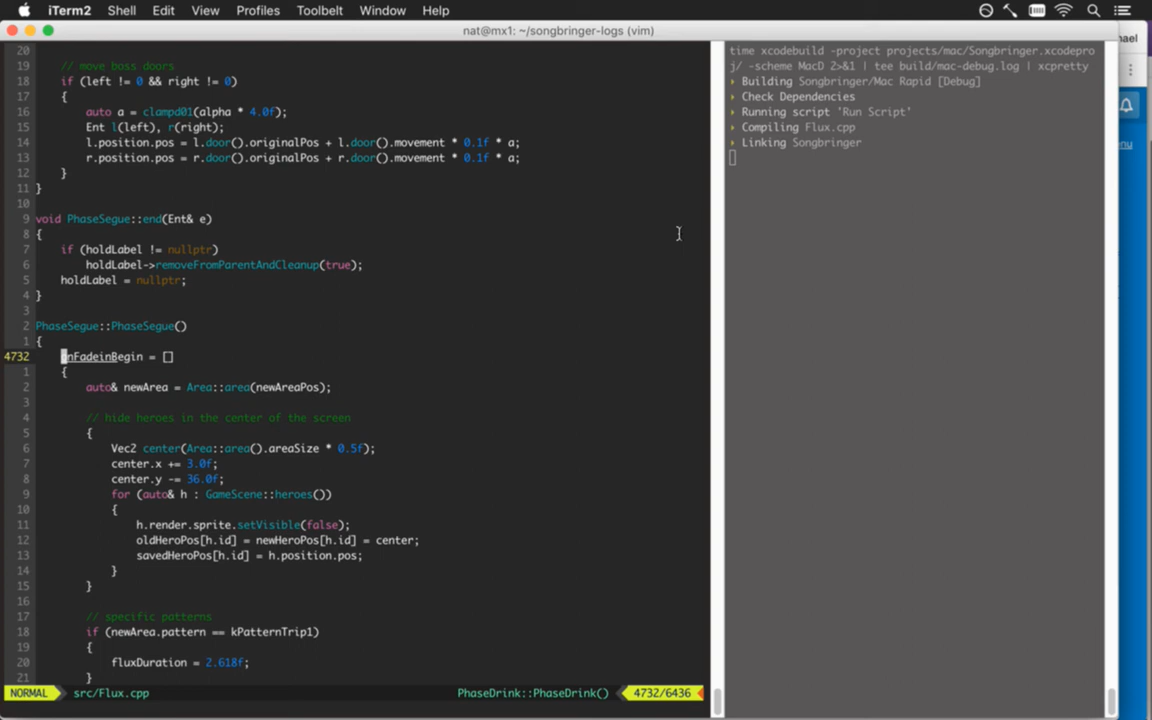 iTerm2 Shell Edit View Profiles Toolbelt Window Help
nat@mx1: ~/songbringer-logs (vim)
20
19 // move boss doors
18 if (left != 0 && right != 0)
17 {
16 auto a = clampd01(alpha * 4.0f);
15 Ent l(left), r(right);
14 l.position.pos = l.door().originalPos + l.door().movement * 0.1f * a;
13 r.position.pos = r.door().originalPos + r.door().movement * 0.1f * a;
12 }
11 }
10
9 void PhaseSegue::end(Ent& e)
8 {
7 if (holdLabel != nullptr)
6 holdLabel->removeFromParentAndCleanup(true);
5 holdLabel = nullptr;
4 }
3
2 PhaseSegue::PhaseSegue()
1 {
4732 onFadeinBegin = []
1 {
2 auto& newArea = Area::area(newAreaPos);
3
4 // hide heroes in the center of the screen
5 {
6 Vec2 center(Area::area().areaSize * 0.5f);
7 center.x += 3.0f;
8 center.y -= 36.0f;
9 for (auto& h : GameScene::heroes())
10 {
11 h.render.sprite.setVisible(false);
12 oldHeroPos[h.id] = newHeroPos[h.id] = center;
13 savedHeroPos[h.id] = h.position.pos;
14 }
15 }
16
17 // specific patterns
18 if (newArea.pattern == kPatternTrip1)
19 {
20 fluxDuration = 2.618f;
21 }
NORMAL src/Flux.cpp PhaseDrink::PhaseDrink() 4732/6436
time xcodebuild -project projects/mac/Songbringer.xcodepro
j/ -scheme MacD 2>&1 | tee build/mac-debug.log | xcpretty
Building Songbringer/Mac Rapid [Debug]
Check Dependencies
Running script 'Run Script'
Compiling Flux.cpp
Linking Songbringer
hael
nu